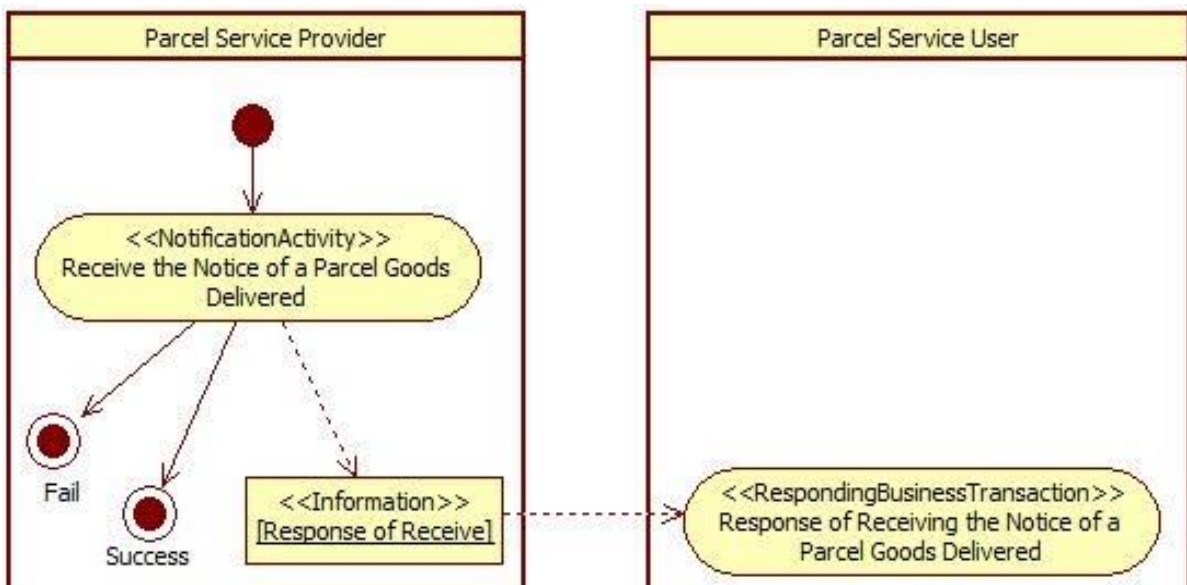 Parcel Service Provider
Parcel Service User
<<NotificationActivity>>
Receive the Notice of a Parcel Goods
Delivered
Fail
Success
<<Information>>
[Response of Receive]
<<RespondingBusinessTransaction>>
Response of Receiving the Notice of a
Parcel Goods Delivered